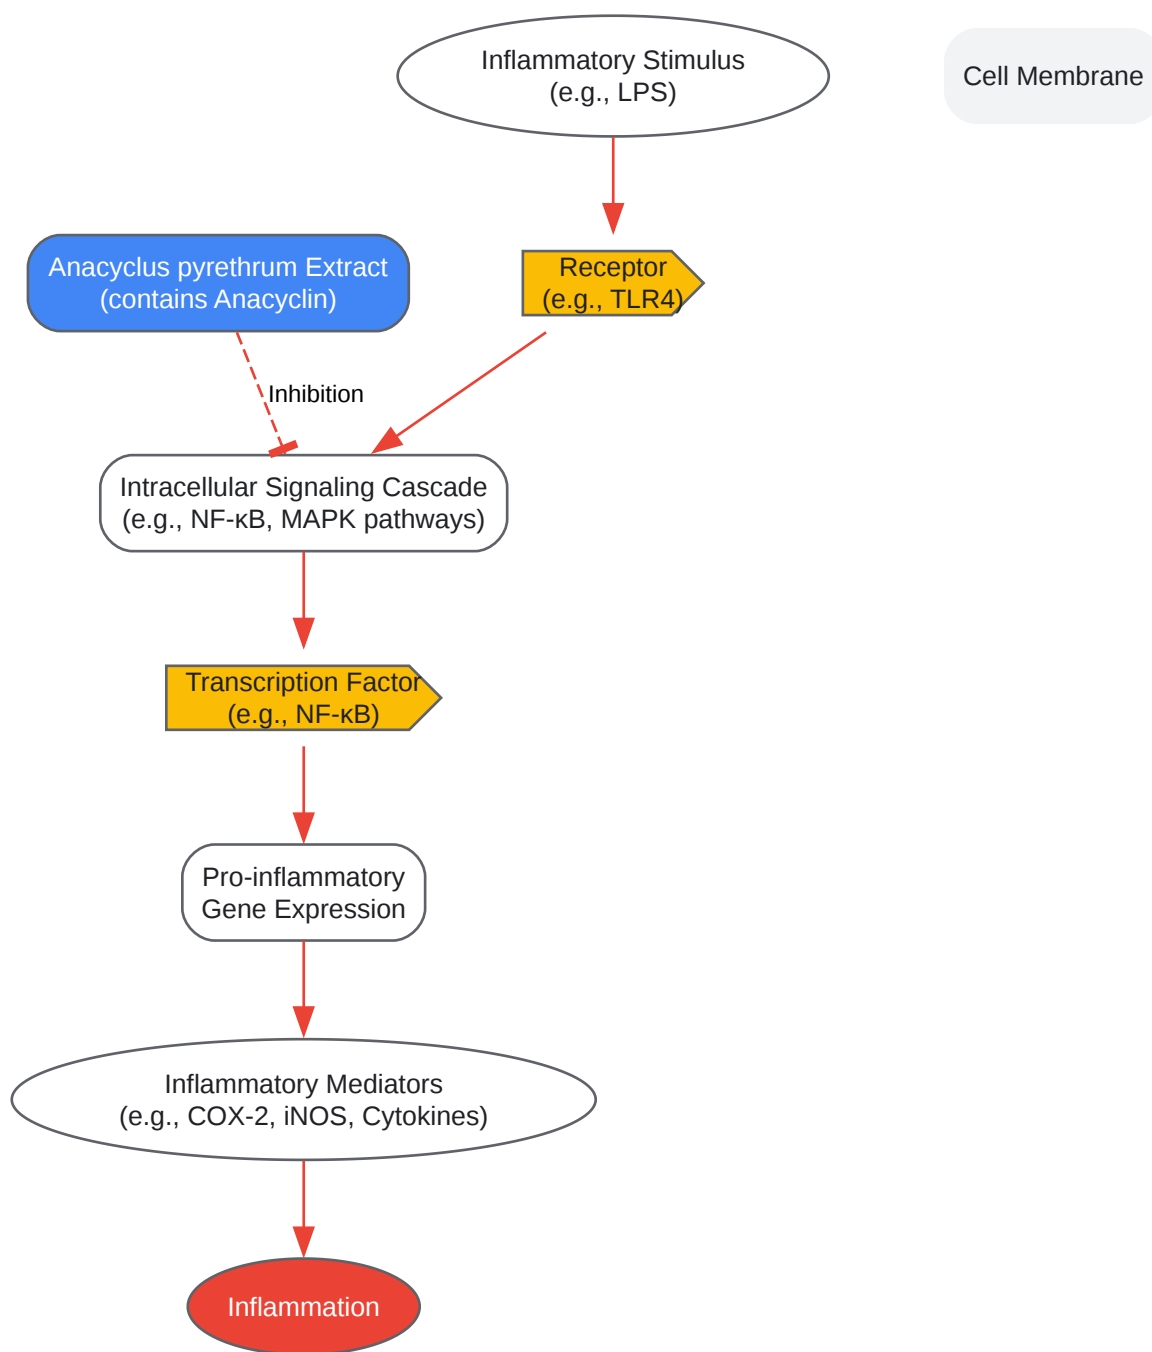 Inflammatory Stimulus
(e.g., LPS)
Cell Membrane
Anacyclus pyrethrum Extract
(contains Anacyclin)
Receptor
(e.g., TLR4)
Inhibition
Intracellular Signaling Cascade
(e.g., NF-κB, MAPK pathways)
Transcription Factor
(e.g., NF-κB)
Pro-inflammatory
Gene Expression
Inflammatory Mediators
(e.g., COX-2, iNOS, Cytokines)
Inflammation